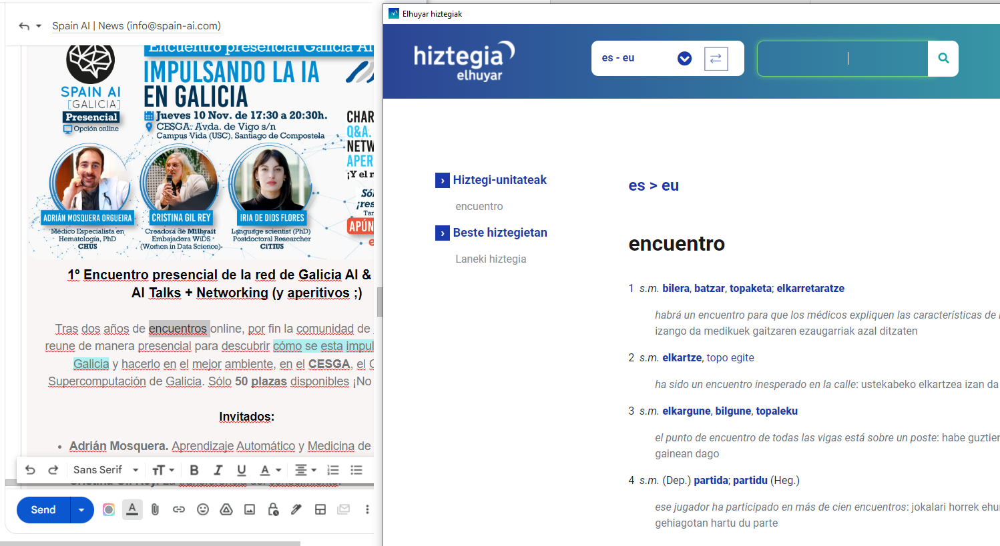 Spain AI | News (info@spain-ai.com)
Encuentro presencial Galicia AI
IMPULSANDO LA IA
EN GALICIA
SPAIN AI
[GALICIA]
Presencial
Opción online
Jueves 10 Nov. de 17:30 a 20:30h.
CESGA. Avda. de Vigo s/n
Campus Vida (USC), Santiago de Compostela
CHAR
Q&A.
NETW
APER
¡Y el r
Sól
¡res
Tar
APÚN
e
ADRIÁN MOSQUERA ORGUEIRA
Médico Especialista en
Hematología, PhD
CHUS
CRISTINA GIL REY
Creadora de Milbrait
Embajadora WiDS
(Women in Data Science)
IRIA DE DIOS FLORES
Language scientist (PhD)
Postdoctoral Researcher
CiTIUS
1º Encuentro presencial de la red de Galicia AI &
AI Talks + Networking (y aperitivos ;)
Tras dos años de encuentros online, por fin la comunidad de
reune de manera presencial para descubrir cómo se esta impul
Galicia y hacerlo en el mejor ambiente, en el CESGA, el C
Supercomputación de Galicia. Sólo 50 plazas disponibles ¡No
Invitados:
• Adrián Mosquera. Aprendizaje Automático y Medicina de
Sans Serif
Cristina Gil Rey. La transferencia del conocimiento.
Send
Elhuyar hiztegiak
hiztegia
elhuyar
es - eu
Hiztegi-unitateak
encuentro
Beste hiztegietan
Laneki hiztegia
es > eu
encuentro
1 s.m. bilera, batzar, topaketa; elkarretaratze
habrá un encuentro para que los médicos expliquen las características de l
izango da medikuek gaitzaren ezaugarriak azal ditzaten
2 s.m. elkartze, topo egite
ha sido un encuentro inesperado en la calle: ustekabeko elkartzea izan da
3 s.m. elkargune, bilgune, topaleku
el punto de encuentro de todas las vigas está sobre un poste: habe guztier
gainean dago
4 s.m. (Dep.) partida; partidu (Heg.)
ese jugador ha participado en más de cien encuentros: jokalari horrek ehu
gehiagotan hartu du parte